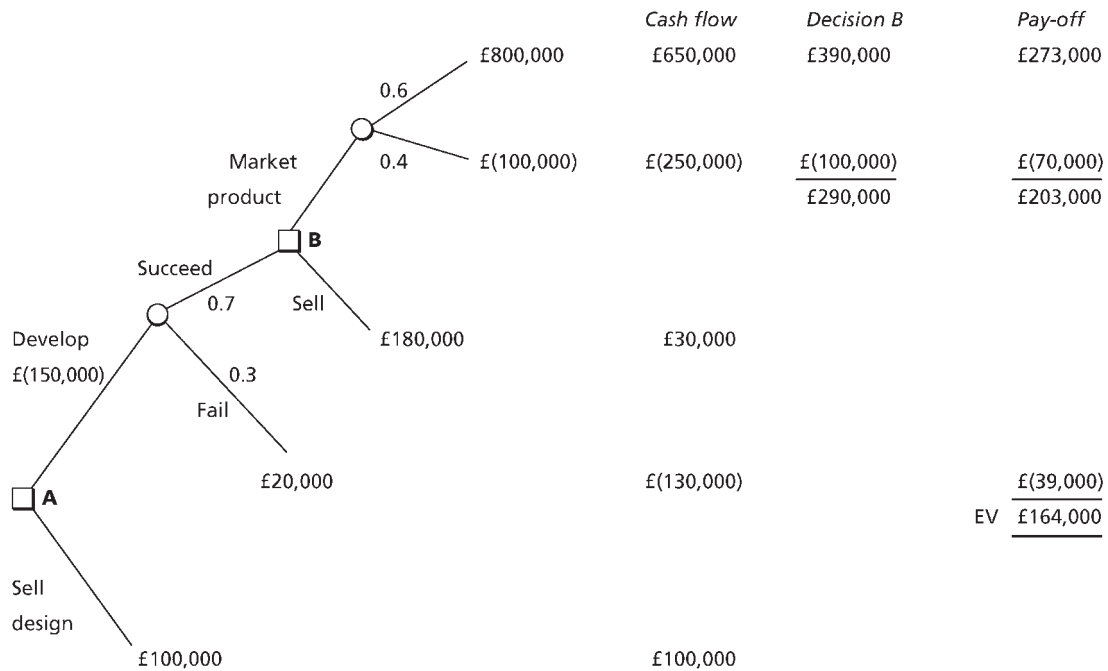 Cash flow Decision B Pay-off
£800,000 £650,000 £390,000 £273,000
0.6
Market 0.4 £(100,000) £(250,000) £(100,000) £(70,000)
product £290,000 £203,000
B
Succeed
0.7 Sell
Develop £180,000 £30,000
£(150,000) 0.3
Fail
£20,000 £(130,000) £(39,000)
A
EV £164,000
Sell
design
£100,000 £100,000